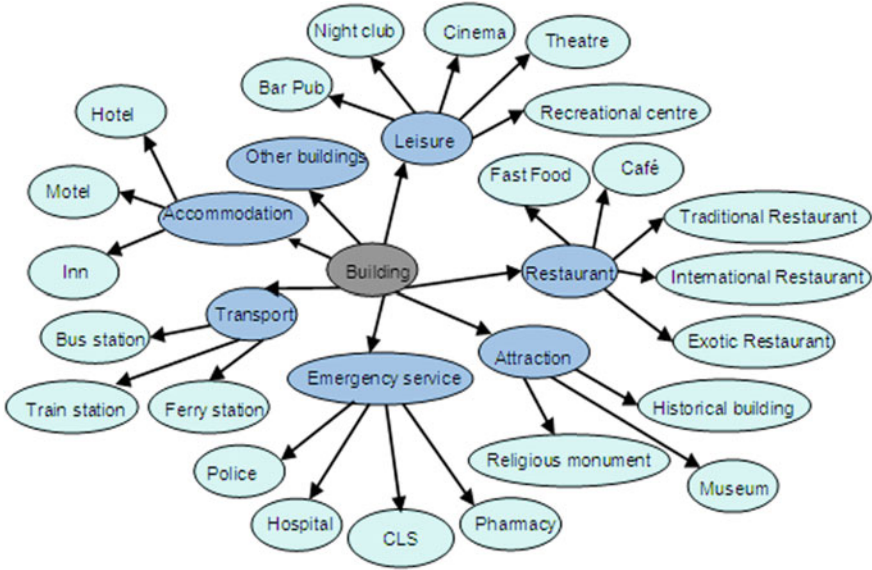 Night club
Cinema
Theatre
Bar Pub
Recreational centre
Hotel
Leisure
Other buildings
Fast Food
Café
Motel
Accommodation
Traditional Restaurant
Inn
Building
Restaurant
International Restaurant
Transport
Bus station
Exotic Restaurant
Attraction
Emergency service
Train station
Ferry station
Historical building
Police
Religious monument
Museum
Hospital
CLS
Pharmacy